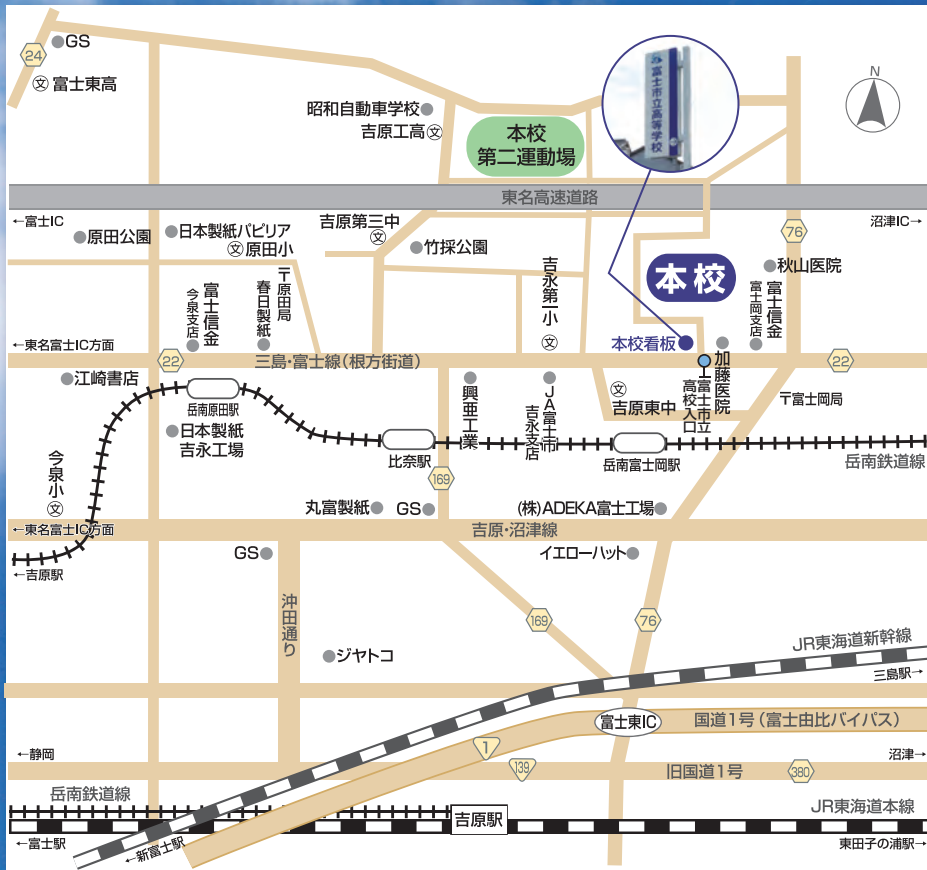 GS
24
文 富士東高
昭和自動車学校
吉原工高 文
本校
第二運動場
富士市立高等学校
N
東名高速道路
←富士IC
沼津IC→
原田公園
日本製紙パピリア
文 原田小
吉原第三中
文
竹採公園
76
本校
秋山医院
富士信金
今泉支店
春日製紙
〒原田局
吉永第一小
文
本校看板
加藤医院
富士信金
富士岡支店
←東名富士IC方面
22
三島・富士線（根方街道）
22
江崎書店
岳南原田駅
日本製紙
吉永工場
比奈駅
興亜工業
JA富士市
吉永支店
文
吉原東中
富士市立
高校入口
〒富士岡局
岳南富士岡駅
岳南鉄道線
今泉小
文
169
丸富製紙
GS
(株)ADEKA富士工場
←東名富士IC方面
吉原・沼津線
←吉原駅
GS
イエローハット
沖田通り
169
76
ジヤトコ
JR東海道新幹線
三島駅→
富士東IC
国道1号（富士由比バイパス）
←静岡
1
沼津→
139
旧国道1号
380
岳南鉄道線
吉原駅
JR東海道本線
←富士駅
←新富士駅
東田子の浦駅→